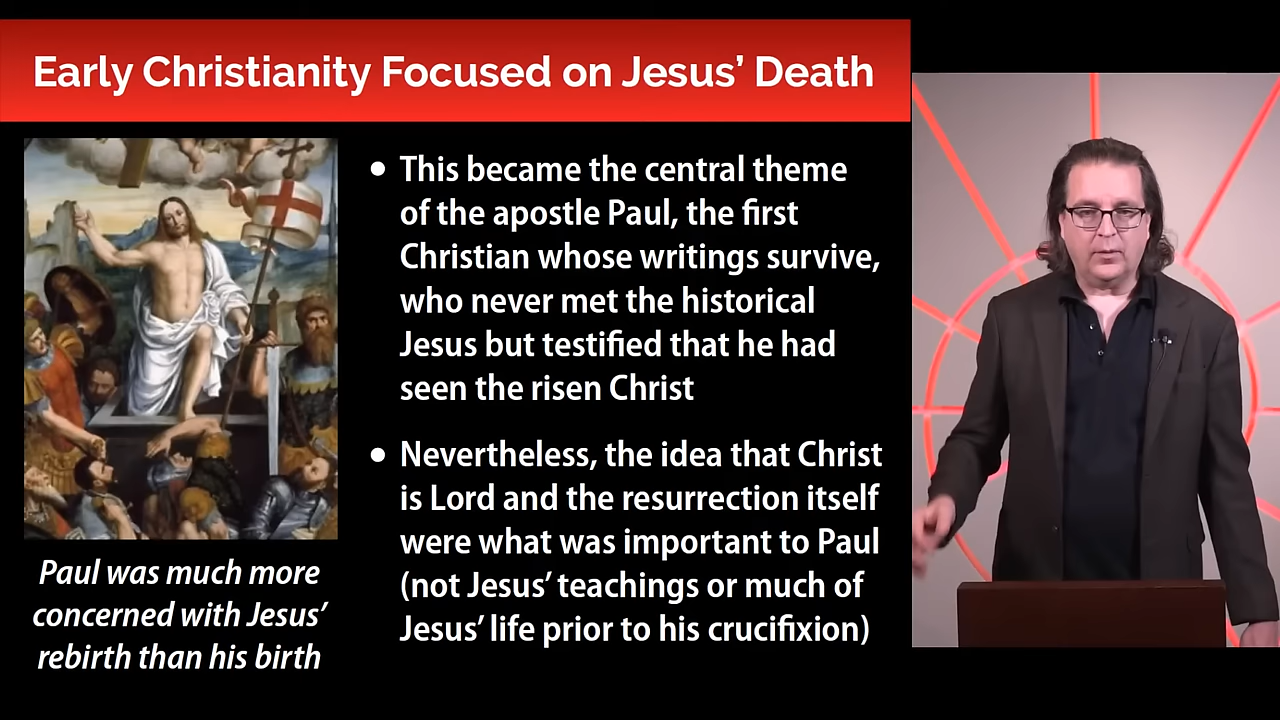 Early Christianity Focused on Jesus’ Death
• This became the central theme
of the apostle Paul, the first
Christian whose writings survive,
who never met the historical
Jesus but testified that he had
seen the risen Christ
• Nevertheless, the idea that Christ
is Lord and the resurrection itself
were what was important to Paul
(not Jesus’ teachings or much of
Jesus’ life prior to his crucifixion)
Paul was much more
concerned with Jesus’
rebirth than his birth